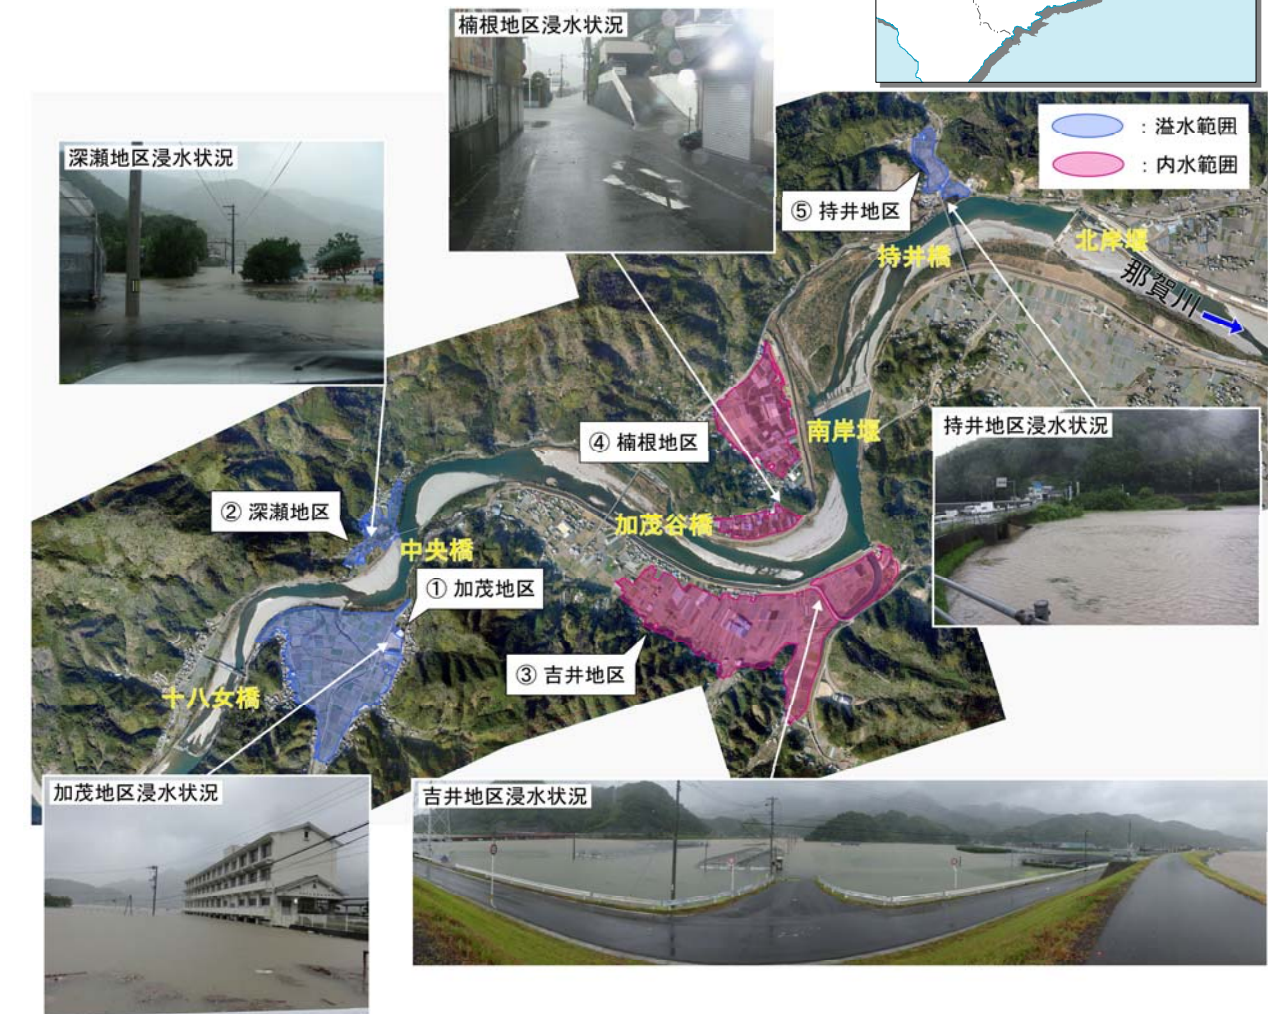 楠根地区浸水状況
深瀬地区浸水状況
：溢水範囲
：内水範囲
⑤ 持井地区
持井橋
北岸堰
那賀川
④ 楠根地区
南岸堰
持井地区浸水状況
② 深瀬地区
加茂谷橋
中央橋
① 加茂地区
③ 吉井地区
十八女橋
加茂地区浸水状況
吉井地区浸水状況